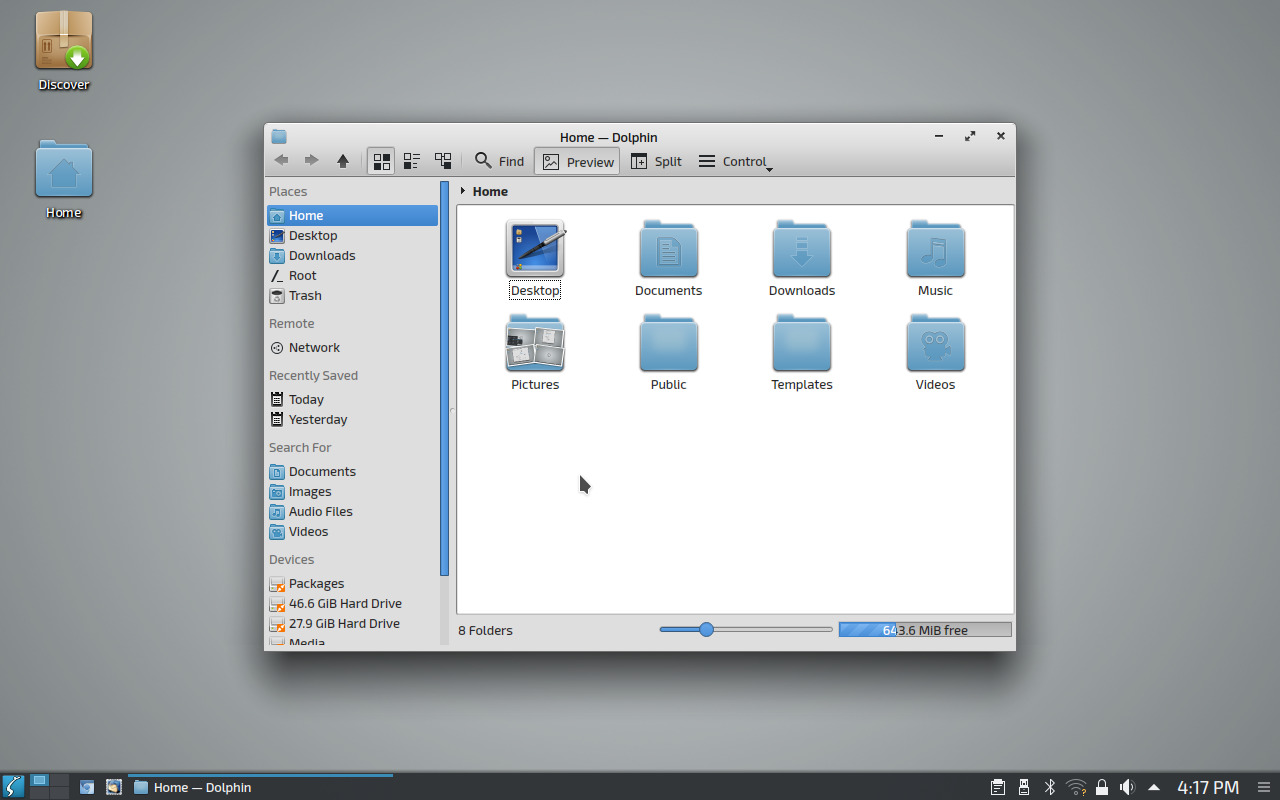 Discover
Home
Home — Dolphin
Find
Preview
Split
Control
Places
Home
Desktop
Downloads
Root
Trash
Remote
Network
Recently Saved
Today
Yesterday
Search For
Documents
Images
Audio Files
Videos
Devices
Packages
46.6 GiB Hard Drive
27.9 GiB Hard Drive
Media
Home
Desktop
Documents
Downloads
Music
Pictures
Public
Templates
Videos
8 Folders
643.6 MiB free
Home — Dolphin
4:17 PM